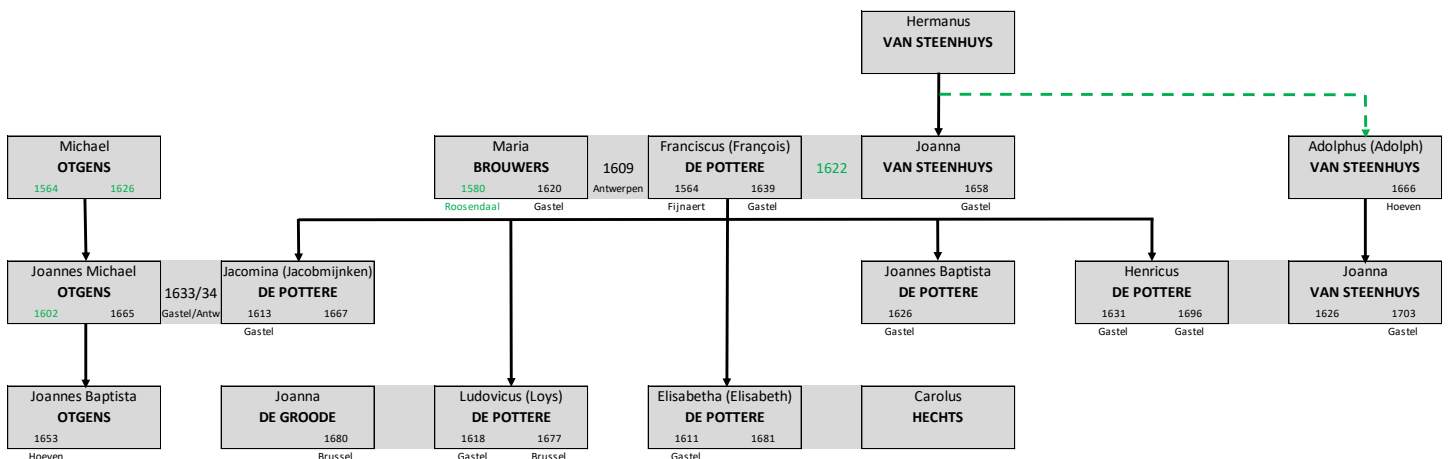 Hermanus
VAN STEENHUYS
Michael
OTGENS
1564 1626
Maria
BROUWERS
1580 1620
Roosendaal Gastel
1609
Antwerpen
Franciscus (François)
DE POTTERE
1564 1639
Fijnaert Gastel
1622
Joanna
VAN STEENHUYS
1658
Gastel
Adolphus (Adolph)
VAN STEENHUYS
1666
Hoeven
Joannes Michael
OTGENS
1602 1665
1633/34
Gastel/Antw
Jacomina (Jacobmijnken)
DE POTTERE
1613 1667
Gastel
Joannes Baptista
DE POTTERE
1626
Gastel
Henricus
DE POTTERE
1631 1696
Gastel Gastel
Joanna
VAN STEENHUYS
1626 1703
Gastel
Joannes Baptista
OTGENS
1653
Hoeven
Joanna
DE GROODE
1680
Brussel
Ludovicus (Loys)
DE POTTERE
1618 1677
Gastel Brussel
Elisabetha (Elisabeth)
DE POTTERE
1611 1681
Gastel
Carolus
HECHTS